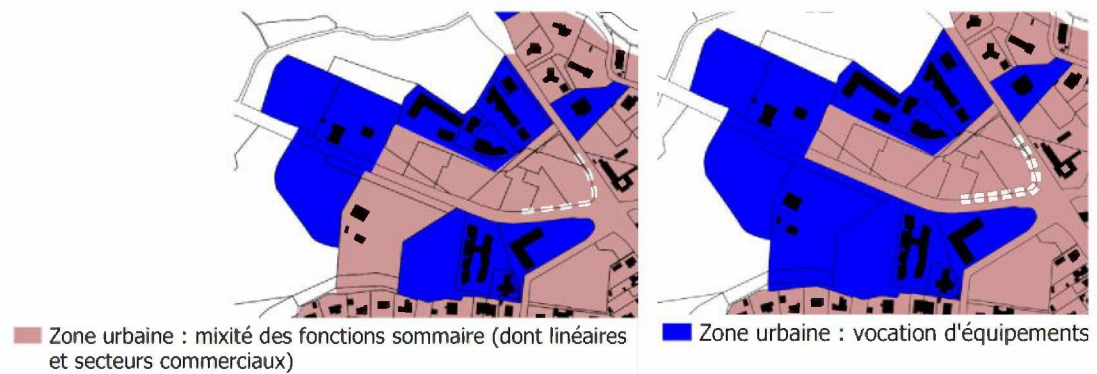 Zone urbaine : mixité des fonctions sommaire (dont linéaires
et secteurs commerciaux)
Zone urbaine : vocation d'équipements